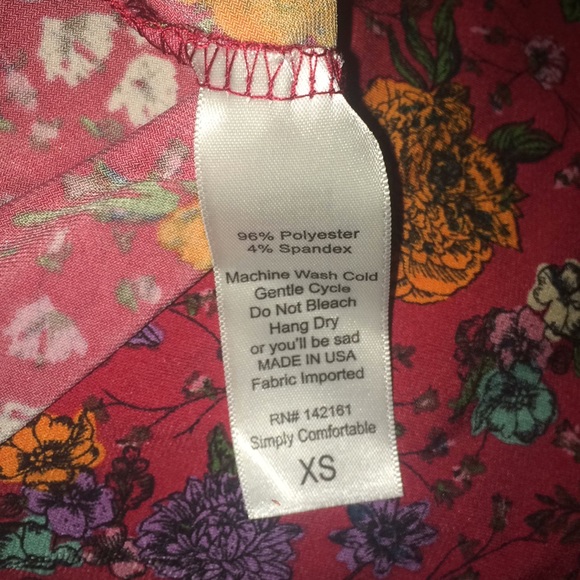 96% Polyester
4% Spandex
Machine Wash Cold
Gentle Cycle
Do Not Bleach
Hang Dry
or you'll be sad
MADE IN USA
Fabric Imported
RN# 142161
Simply Comfortable
XS